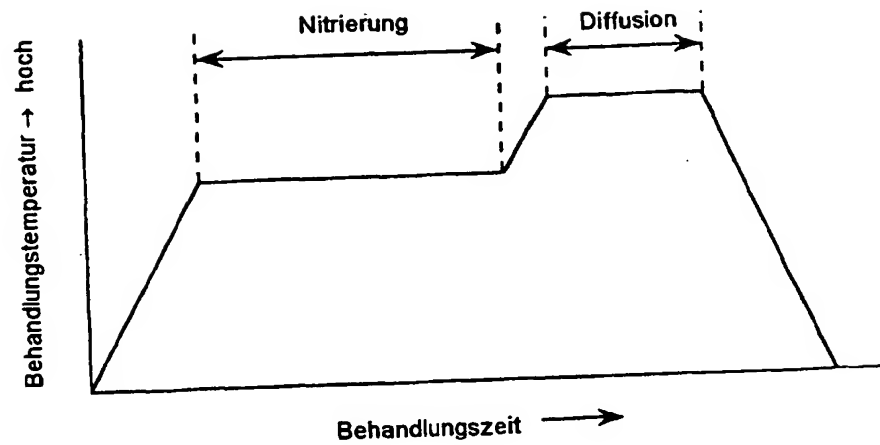 Nitrierung
Diffusion
Behandlungstemperatur → hoch
Behandlungszeit →